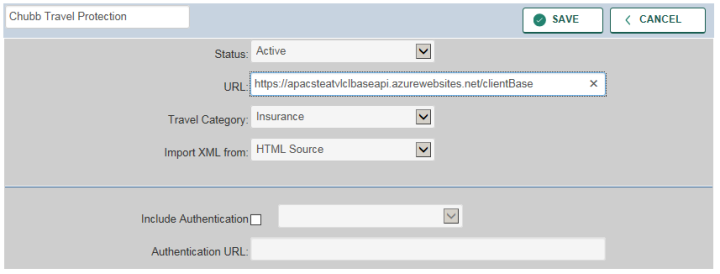 Chubb Travel Protection
SAVE
CANCEL
Status: Active
URL: https://apacsteatvlclbaseapi.azurewebsites.net/clientBase
Travel Category: Insurance
Import XML from: HTML Source
Include Authentication
Authentication URL: